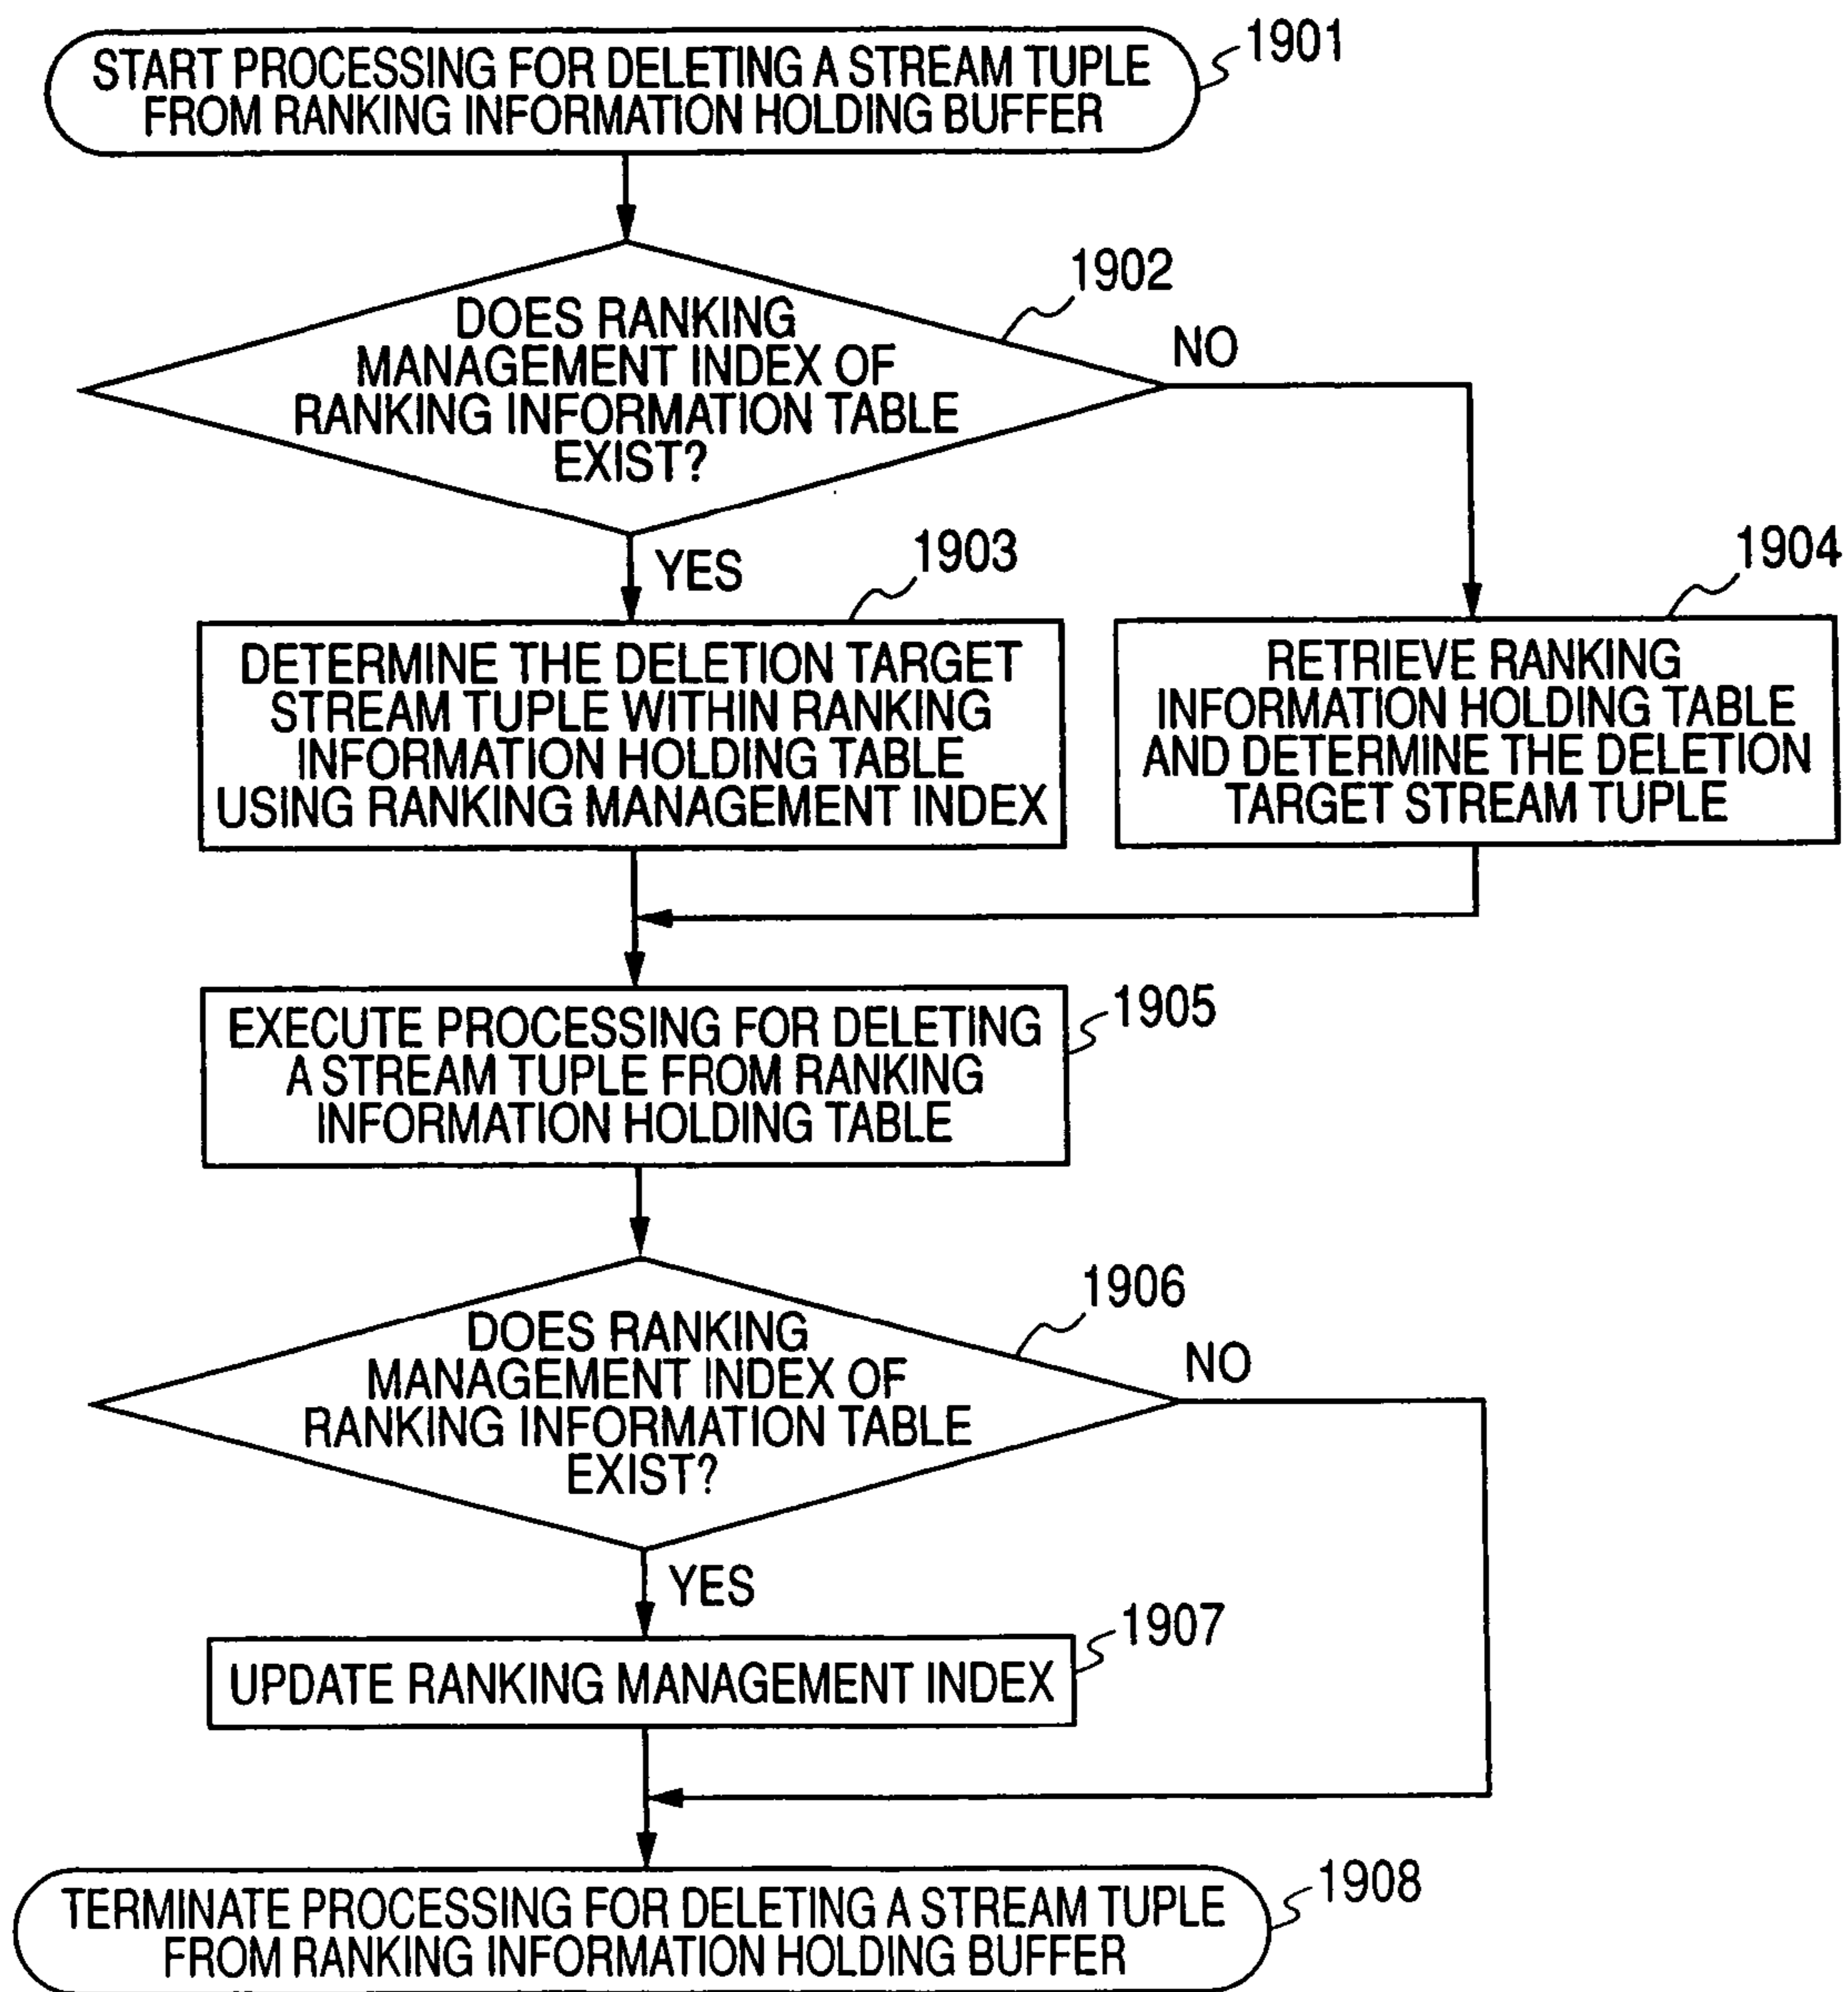 START PROCESSING FOR DELETING A STREAM TUPLE
FROM RANKING INFORMATION HOLDING BUFFER
1901
1902
DOES RANKING
MANAGEMENT INDEX OF
RANKING INFORMATION TABLE
EXIST?
NO
YES
1903
1904
DETERMINE THE DELETION TARGET
STREAM TUPLE WITHIN RANKING
INFORMATION HOLDING TABLE
USING RANKING MANAGEMENT INDEX
RETRIEVE RANKING
INFORMATION HOLDING TABLE
AND DETERMINE THE DELETION
TARGET STREAM TUPLE
1905
EXECUTE PROCESSING FOR DELETING
A STREAM TUPLE FROM RANKING
INFORMATION HOLDING TABLE
1906
DOES RANKING
MANAGEMENT INDEX OF
RANKING INFORMATION TABLE
EXIST?
NO
YES
1907
UPDATE RANKING MANAGEMENT INDEX
1908
TERMINATE PROCESSING FOR DELETING A STREAM TUPLE
FROM RANKING INFORMATION HOLDING BUFFER